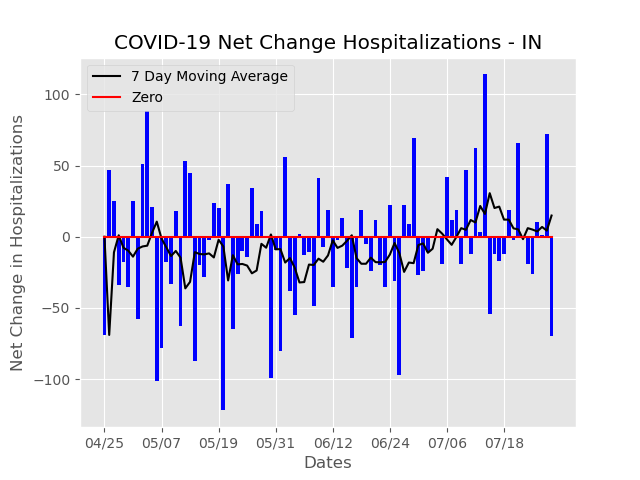 COVID-19 Net Change Hospitalizations - IN
7 Day Moving Average
Zero
Net Change in Hospitalizations
100
50
0
−50
−100
04/25 05/07 05/19 05/31 06/12 06/24 07/06 07/18
Dates